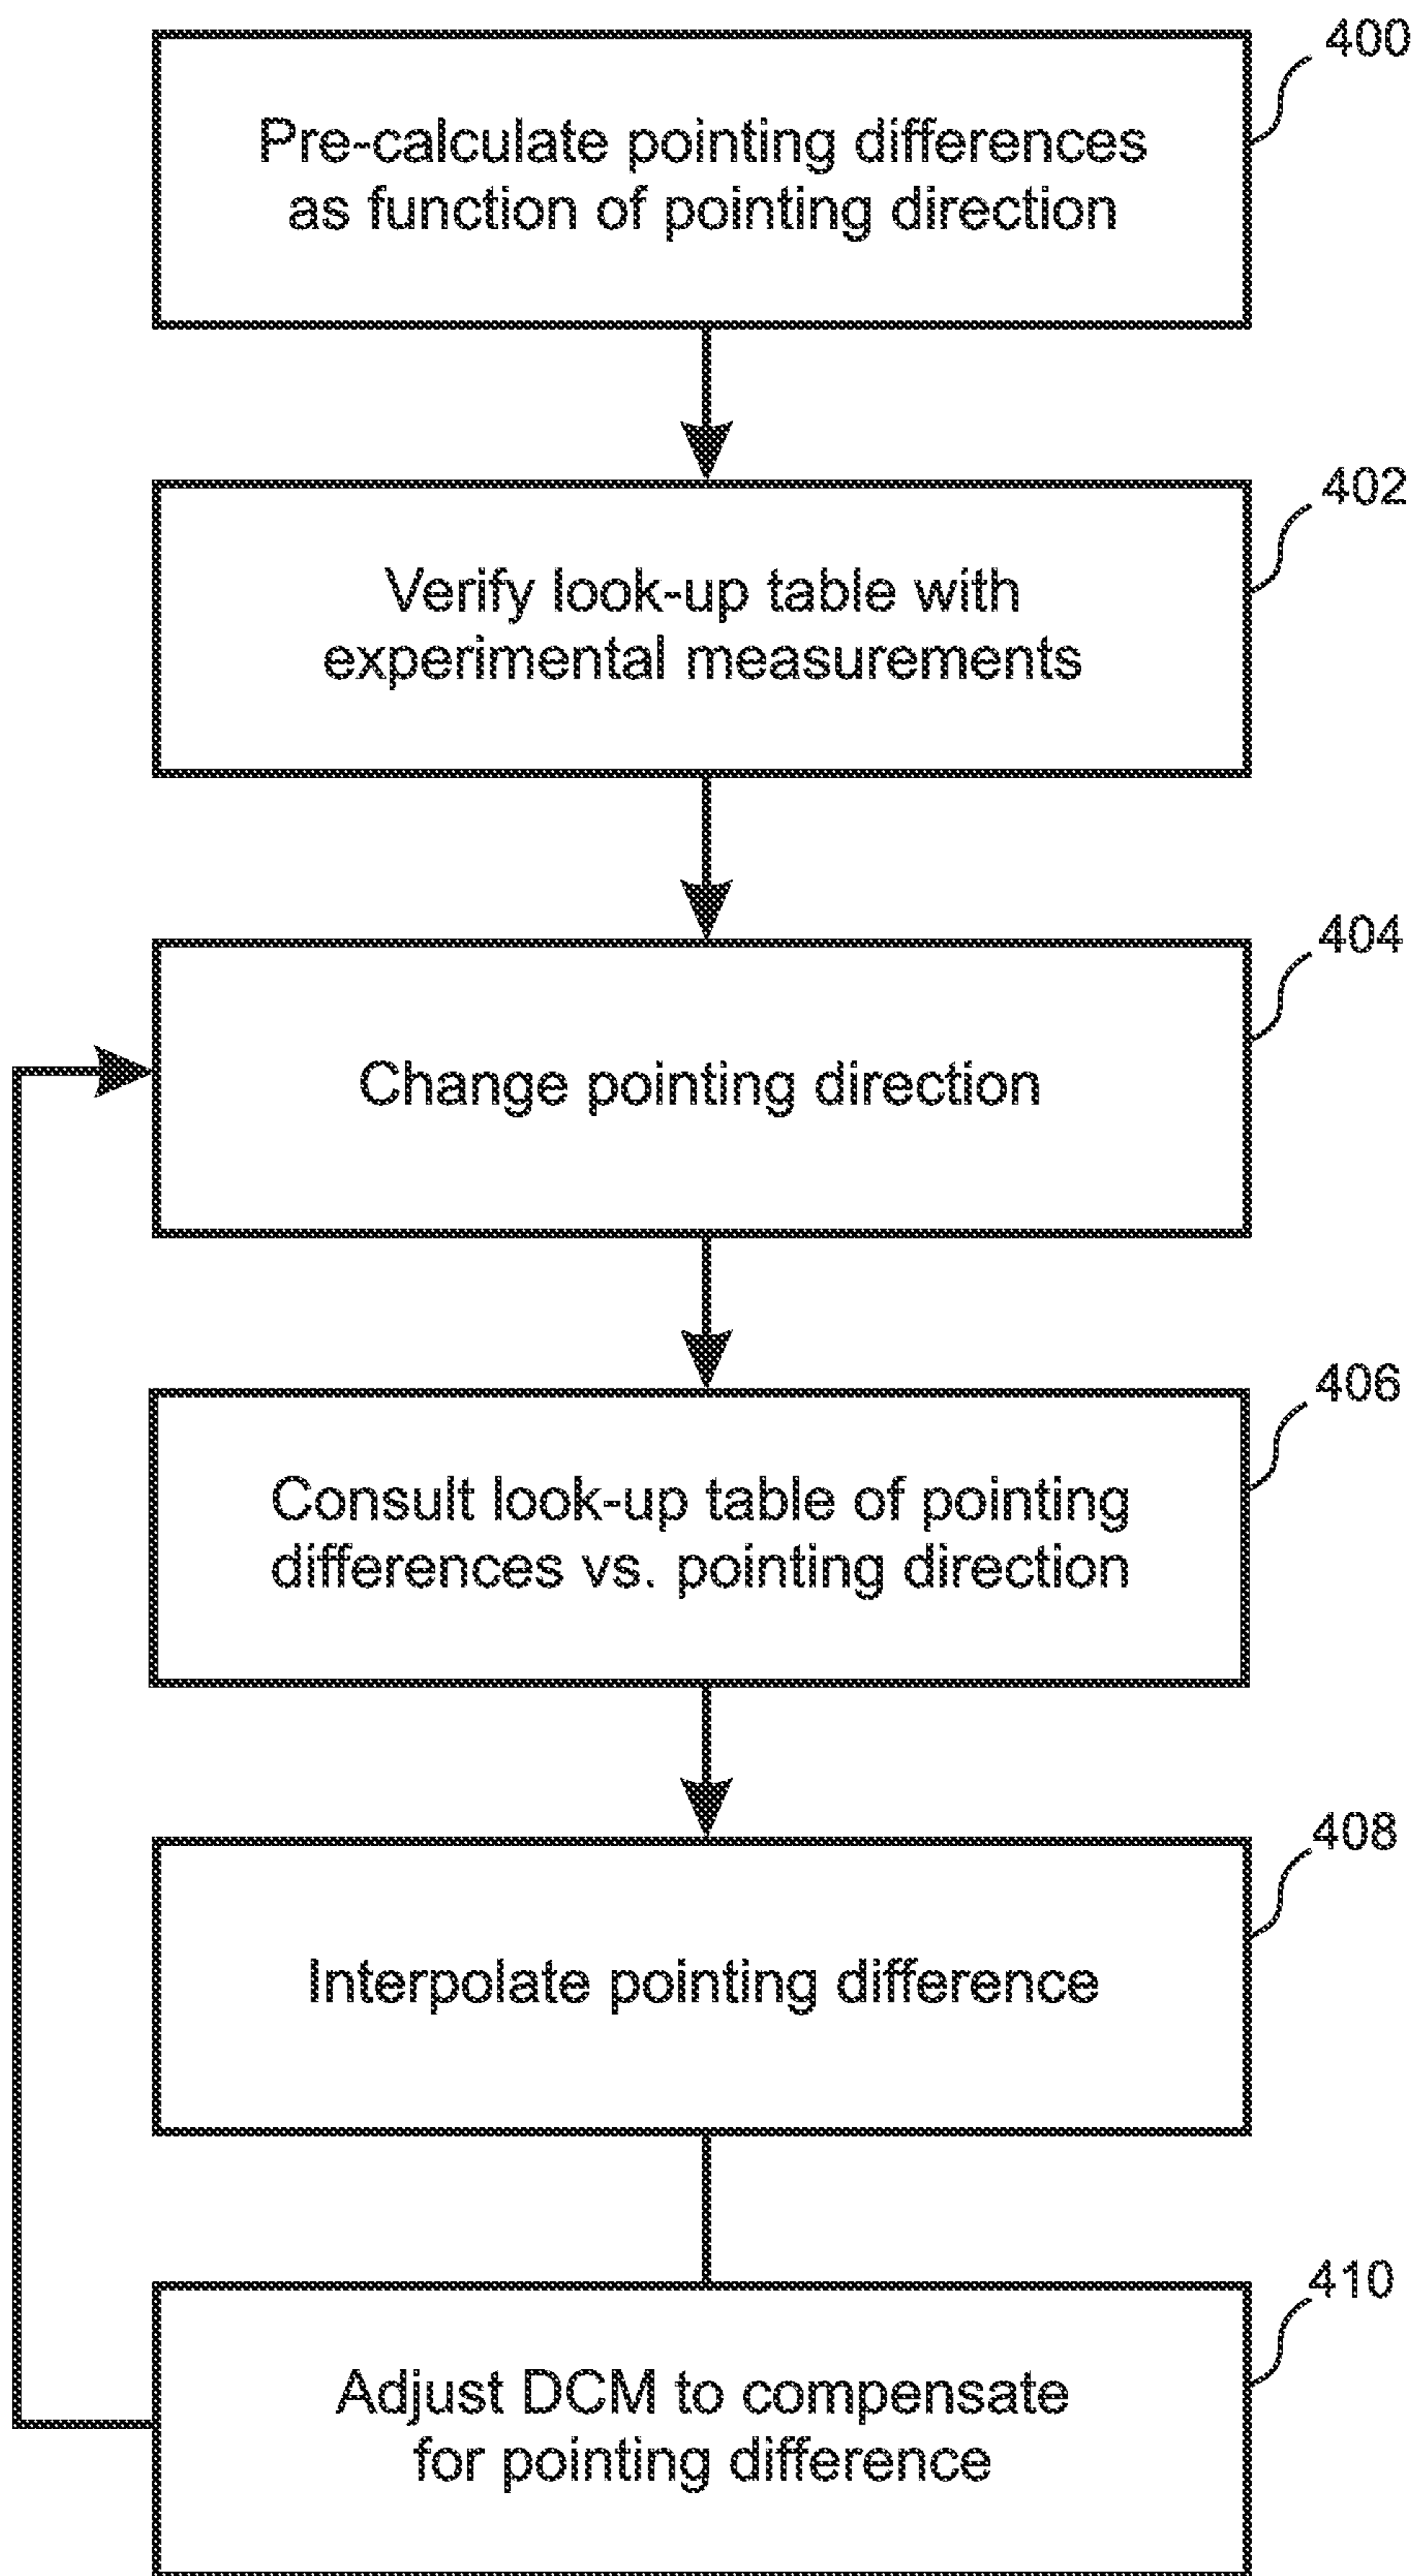 400
Pre-calculate pointing differences
as function of pointing direction
402
Verify look-up table with
experimental measurements
404
Change pointing direction
406
Consult look-up table of pointing
differences vs. pointing direction
408
Interpolate pointing difference
410
Adjust DCM to compensate
for pointing difference